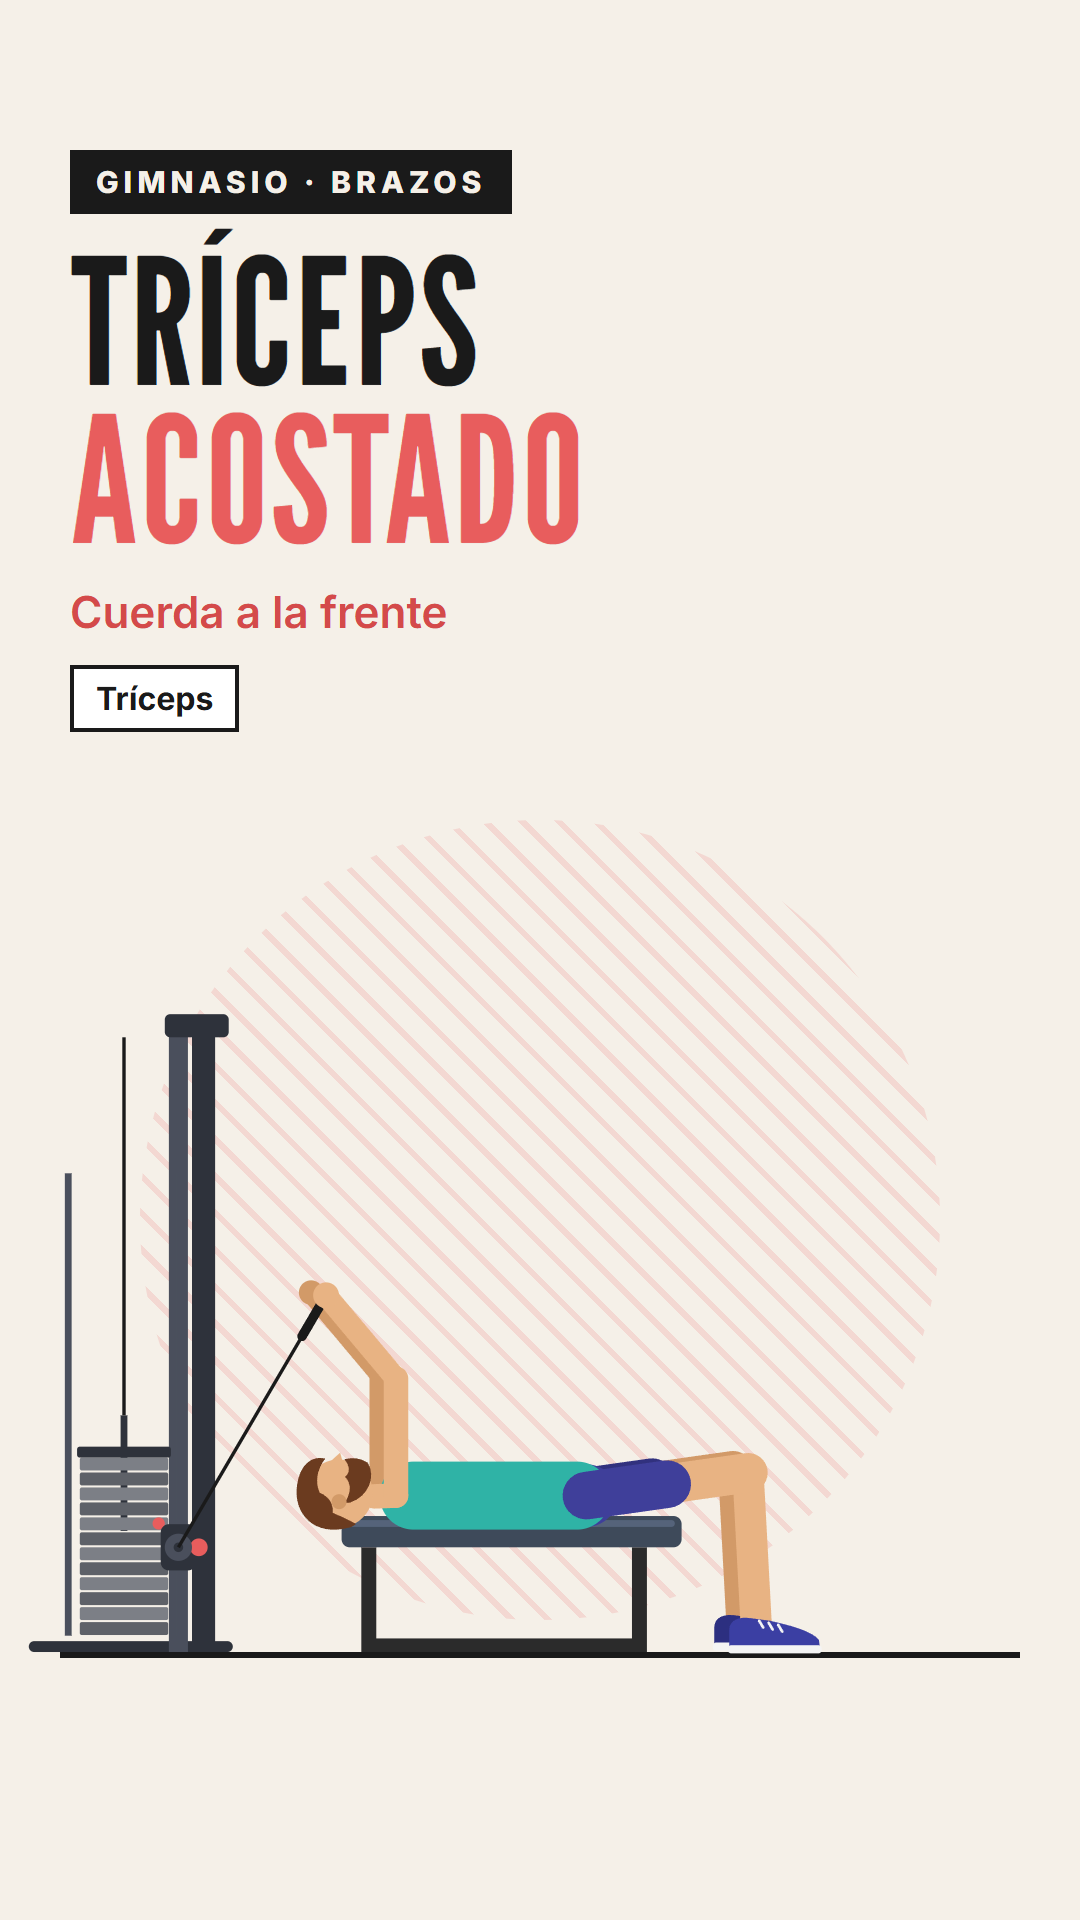 GIMNASIO · BRAZOS
TRÍCEPS
ACOSTADO
Cuerda a la frente
Tríceps